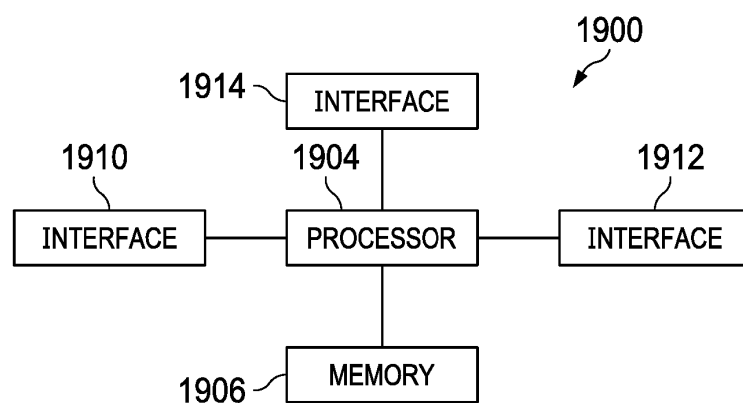 1900
1914
INTERFACE
1910
1904
1912
INTERFACE
PROCESSOR
INTERFACE
MEMORY
1906